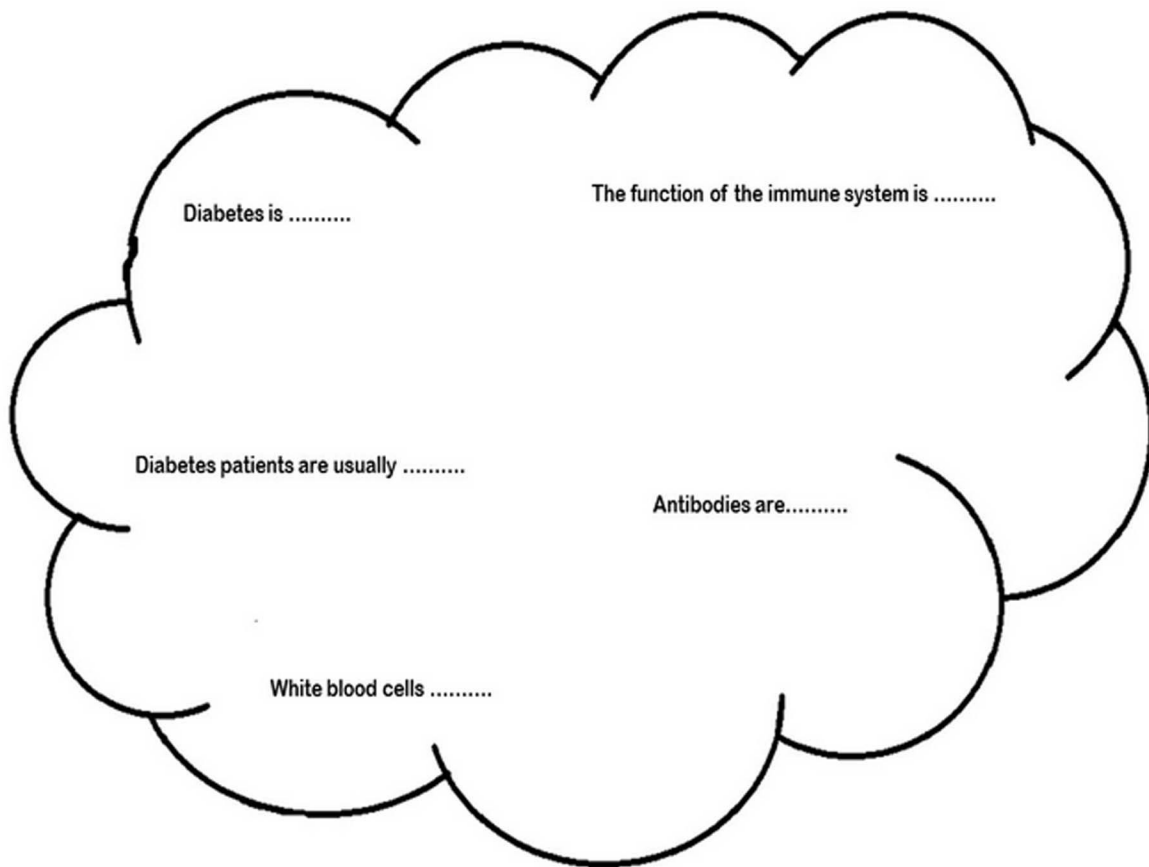 Diabetes is ..........
The function of the immune system is ..........
Diabetes patients are usually ..........
Antibodies are..........
White blood cells ..........